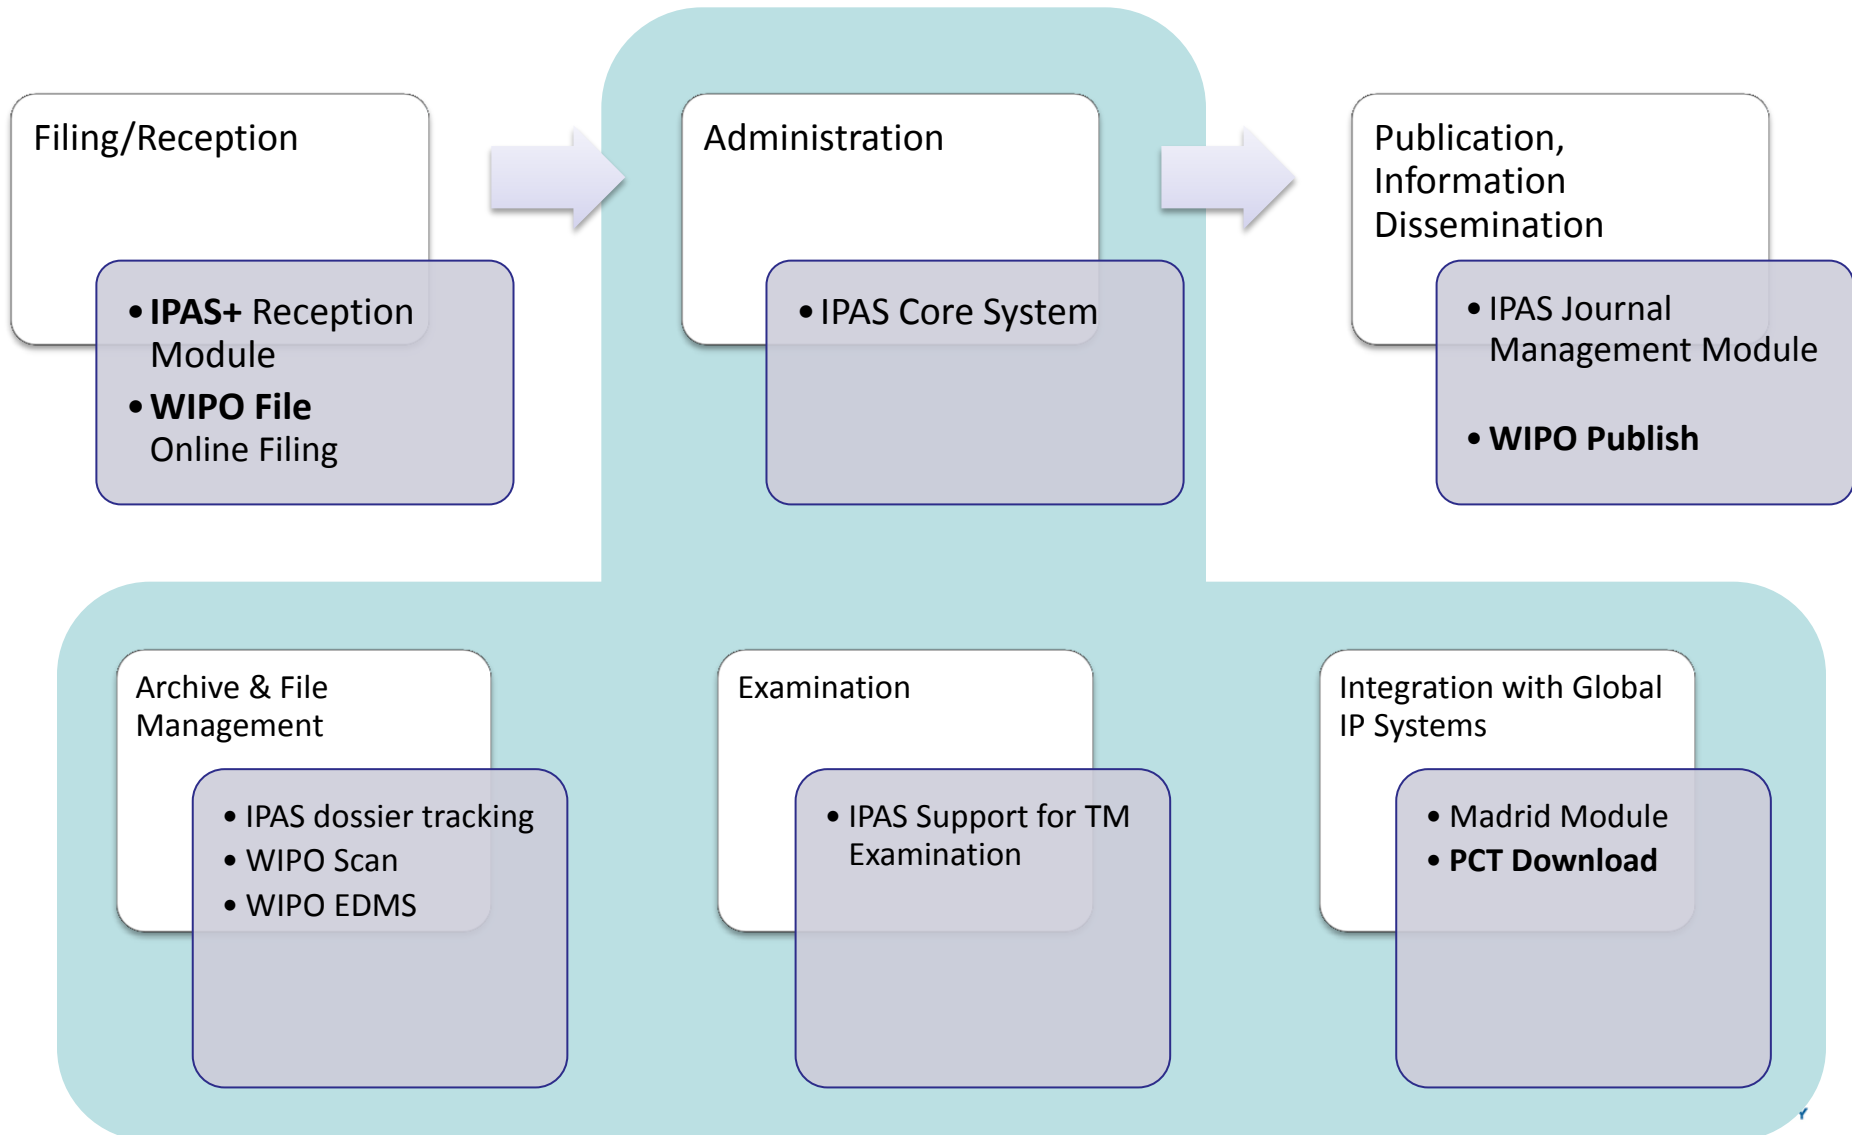 Filing/Reception
• IPAS+ Reception
Module
• WIPO File
Online Filing
Administration
• IPAS Core System
Publication,
Information
Dissemination
• IPAS Journal
Management Module
• WIPO Publish
Archive & File
Management
• IPAS dossier tracking
• WIPO Scan
• WIPO EDMS
Examination
• IPAS Support for TM
Examination
Integration with Global
IP Systems
• Madrid Module
• PCT Download
Y